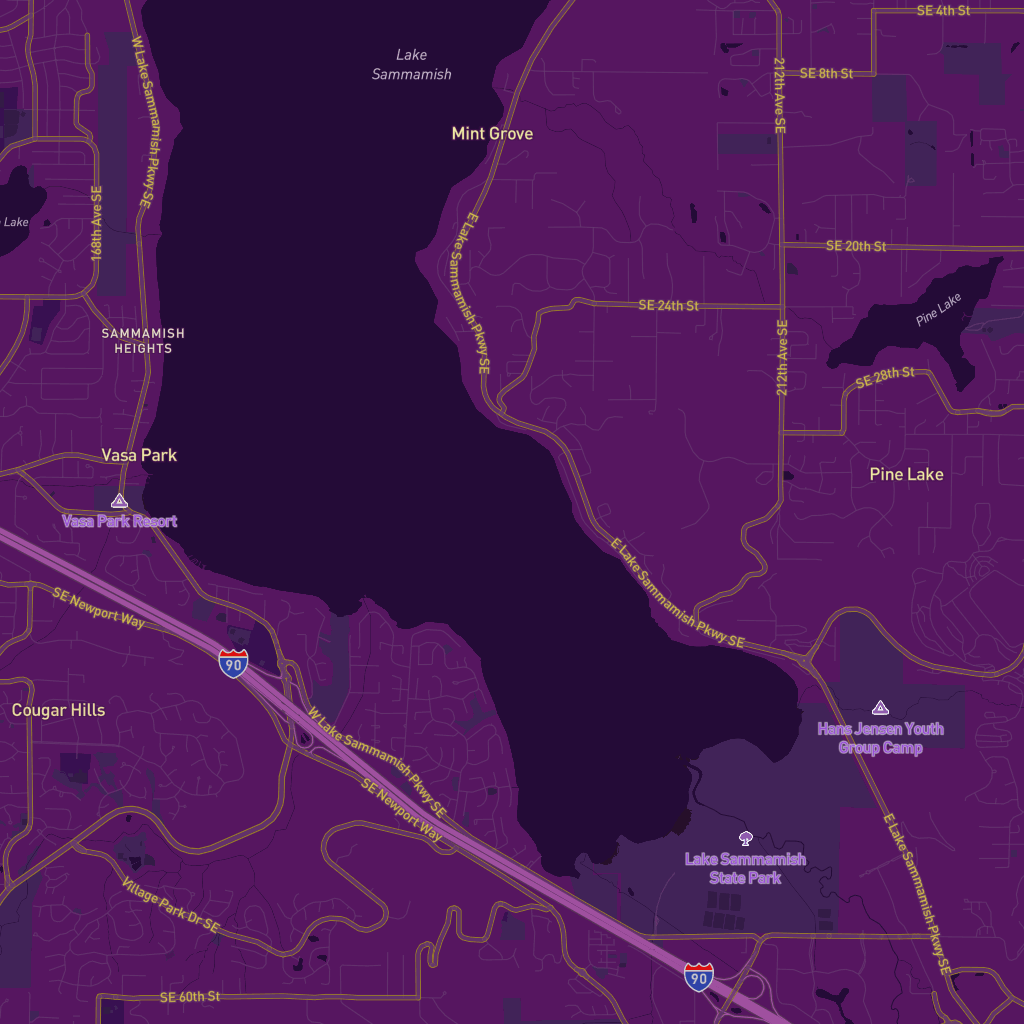 SE 4th St
Lake
Sammamish
W Lake Sammamish Pkwy SE
212th Ave SE
SE 8th St
Mint Grove
168th Ave SE
Lake
E Lake Sammamish Pkwy SE
SE 20th St
Pine Lake
SE 24th St
SAMMAMISH
HEIGHTS
212th Ave SE
SE 28th St
Vasa Park
Pine Lake
Vasa Park Resort
E Lake Sammamish Pkwy SE
SE Newport Way
90
Cougar Hills
W Lake Sammamish Pkwy SE
Hans Jensen Youth
Group Camp
SE Newport Way
E Lake Sammamish Pkwy SE
Lake Sammamish
State Park
Village Park Dr SE
90
SE 60th St